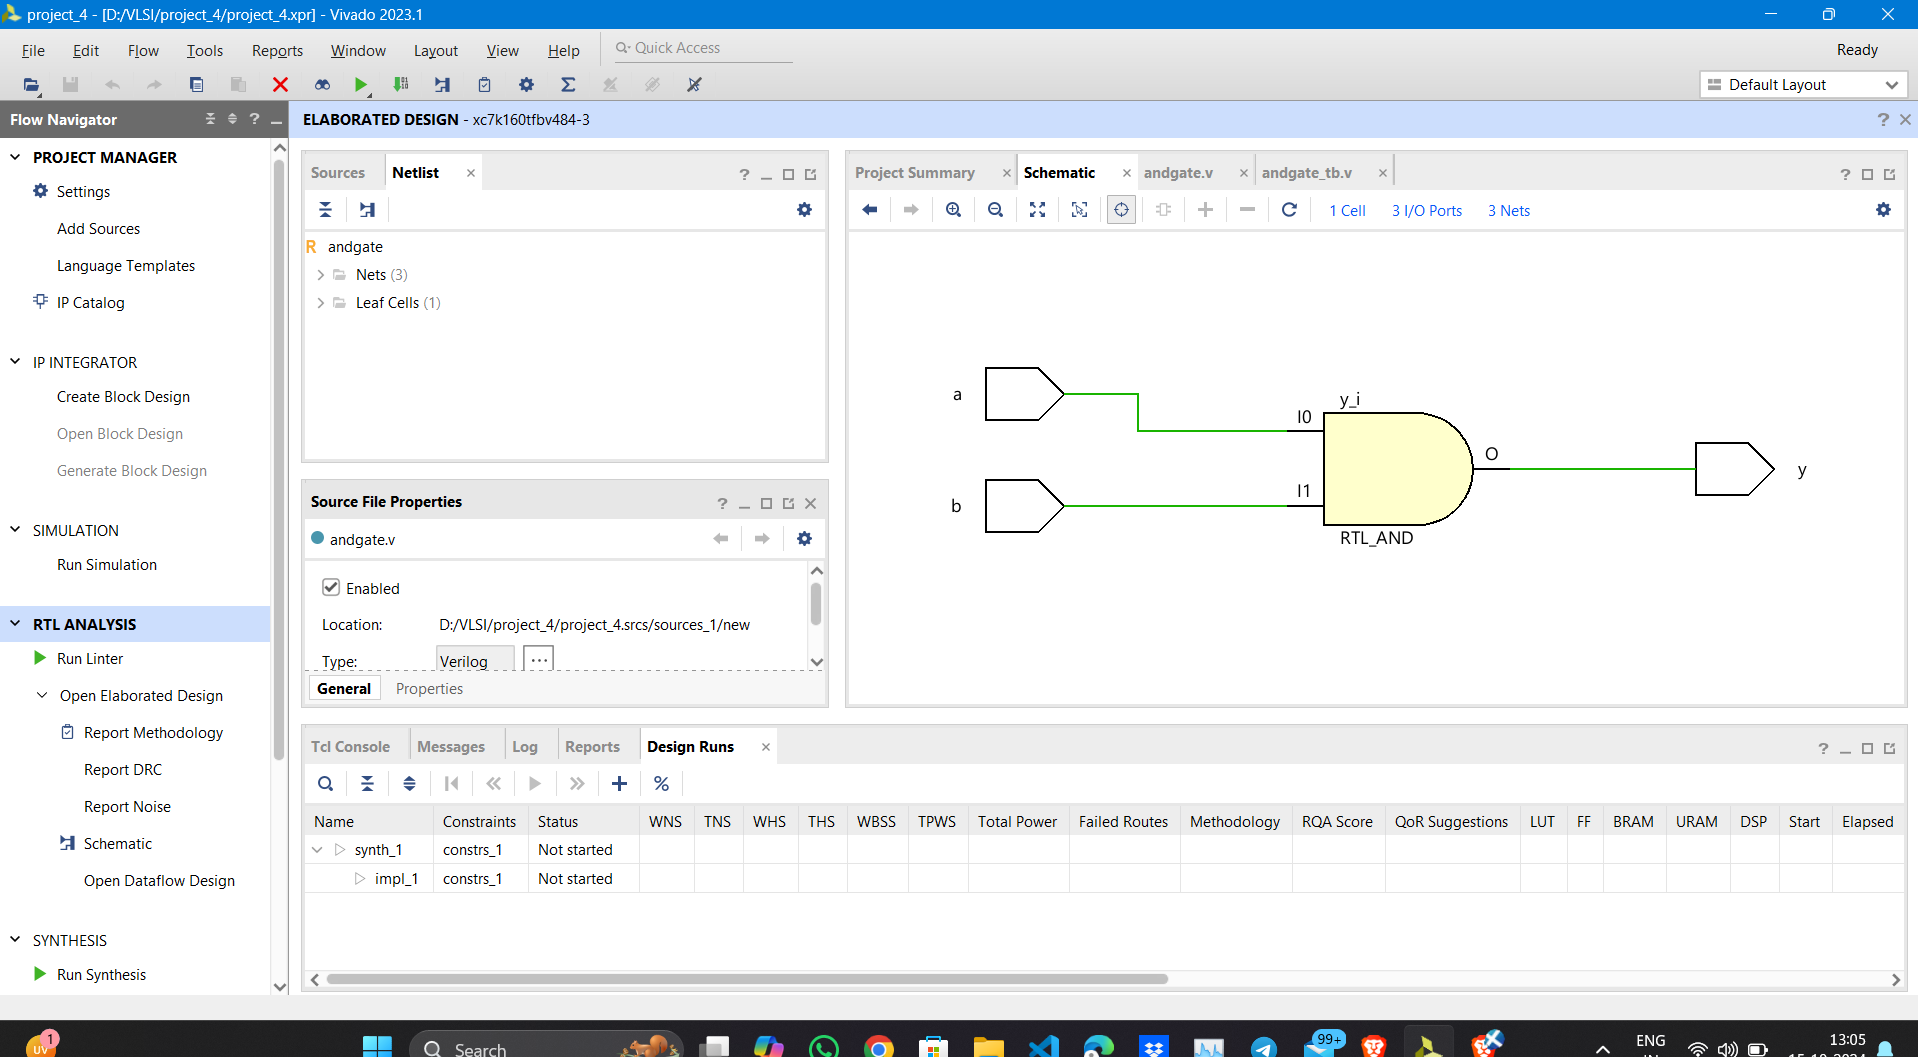 project_4 - [D:/VLSI/project_4/project_4.xpr] - Vivado 2023.1
File Edit Flow Tools Reports Window Layout View Help Quick Access Ready
Default Layout
Flow Navigator
ELABORATED DESIGN - xc7k160tfbv484-3
PROJECT MANAGER
Settings
Add Sources
Language Templates
IP Catalog
IP INTEGRATOR
Create Block Design
Open Block Design
Generate Block Design
SIMULATION
Run Simulation
RTL ANALYSIS
Run Linter
Open Elaborated Design
Report Methodology
Report DRC
Report Noise
Schematic
Open Dataflow Design
SYNTHESIS
Run Synthesis
Sources Netlist
R andgate
Nets (3)
Leaf Cells (1)
Source File Properties
andgate.v
Enabled
Location: D:/VLSI/project_4/project_4.srcs/sources_1/new
Type: Verilog
General Properties
Project Summary Schematic andgate.v andgate_tb.v
1 Cell 3 I/O Ports 3 Nets
a
b
I0
I1
y_i
RTL_AND
O
y
Tcl Console Messages Log Reports Design Runs
Name Constraints Status WNS TNS WHS THS WBSS TPWS Total Power Failed Routes Methodology RQA Score QoR Suggestions LUT FF BRAM URAM DSP Start Elapsed
synth_1 constrs_1 Not started
impl_1 constrs_1 Not started
1
UV
Search
99+
ENG
13:05